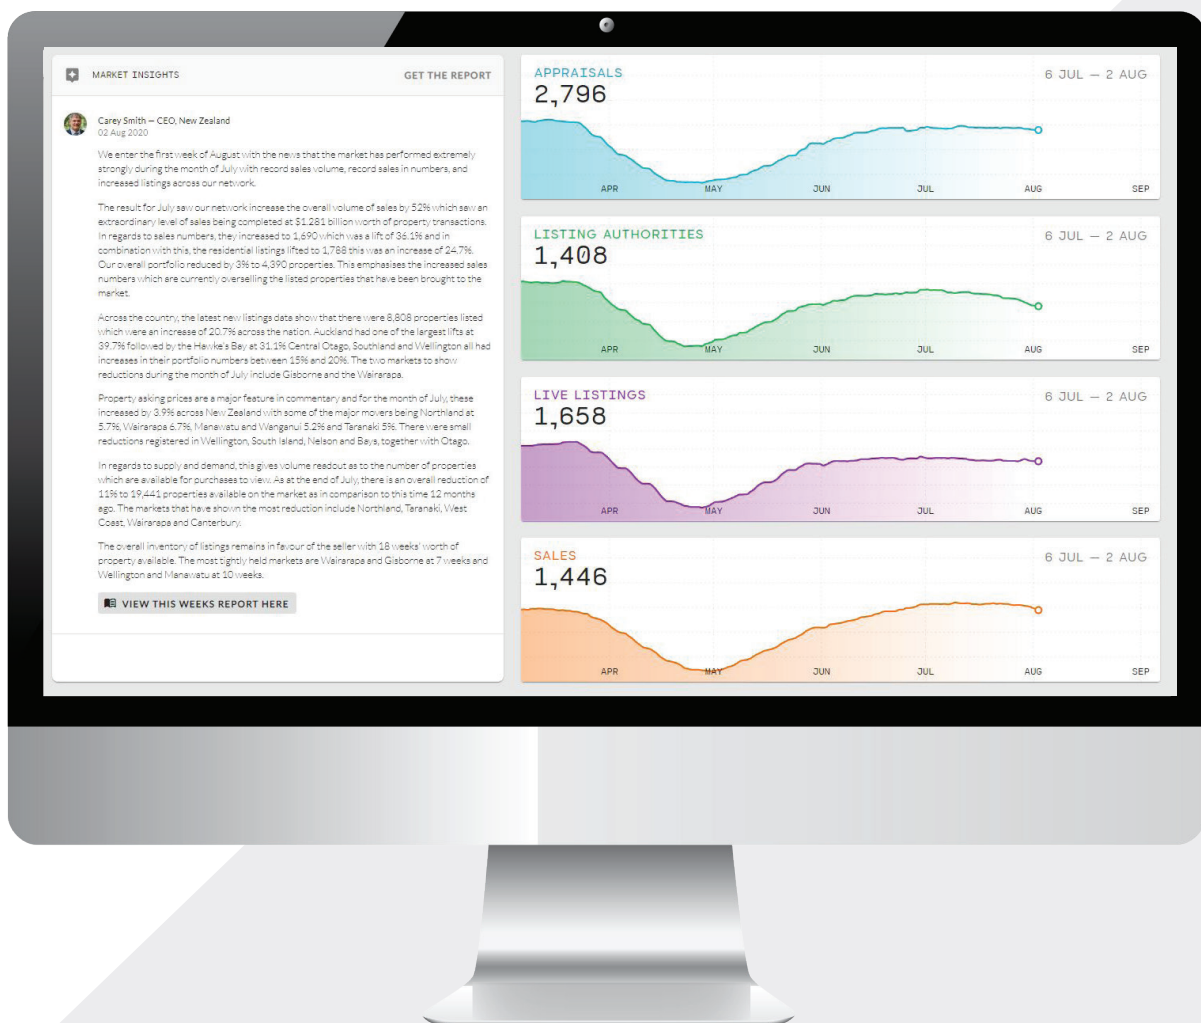 MARKET INSIGHTS
GET THE REPORT
Carey Smith – CEO, New Zealand
02 Aug 2020
We enter the first week of August with the news that the market has performed extremely
strongly during the month of July with record sales volume, record sales in numbers, and
increased listings across our network.
The result for July saw our network increase the overall volume of sales by 52% which saw an
extraordinary level of sales being completed at $1.281 billion worth of property transactions.
In regards to sales numbers, they increased to 1,690 which was a lift of 36.1% and in
combination with this, the residential listings lifted to 1,788 this was an increase of 24.7%.
Our overall portfolio reduced by 3% to 4,390 properties. This emphasises the increased sales
numbers which are currently overselling the listed properties that have been brought to the
market.
Across the country, the latest new listings data show that there were 8,808 properties listed
which were an increase of 20.7% across the nation. Auckland had one of the largest lifts at
39.7% followed by the Hawke's Bay at 31.1% Central Otago, Southland and Wellington all had
increases in their portfolio numbers between 15% and 20%. The two markets to show
reductions during the month of July include Gisborne and the Wairarapa.
Property asking prices are a major feature in commentary and for the month of July, these
increased by 3.9% across New Zealand with some of the major movers being Northland at
5.7%, Wairarapa 6.7%, Manawatu and Wanganui 5.2% and Taranaki 5%. There were small
reductions registered in Wellington, South Island, Nelson and Bays, together with Otago.
In regards to supply and demand, this gives volume readout as to the number of properties
which are available for purchases to view. As at the end of July, there is an overall reduction of
11% to 19,441 properties available on the market as in comparison to this time 12 months
ago. The markets that have shown the most reduction include Northland, Taranaki, West
Coast, Wairarapa and Canterbury.
The overall inventory of listings remains in favour of the seller with 18 weeks' worth of
property available. The most tightly held markets are Wairarapa and Gisborne at 7 weeks and
Wellington and Manawatu at 10 weeks.
VIEW THIS WEEKS REPORT HERE
APPRAISALS
6 JUL – 2 AUG
2,796
APR MAY JUN JUL AUG SEP
LISTING AUTHORITIES
6 JUL – 2 AUG
1,408
APR MAY JUN JUL AUG SEP
LIVE LISTINGS
6 JUL – 2 AUG
1,658
APR MAY JUN JUL AUG SEP
SALES
6 JUL – 2 AUG
1,446
APR MAY JUN JUL AUG SEP